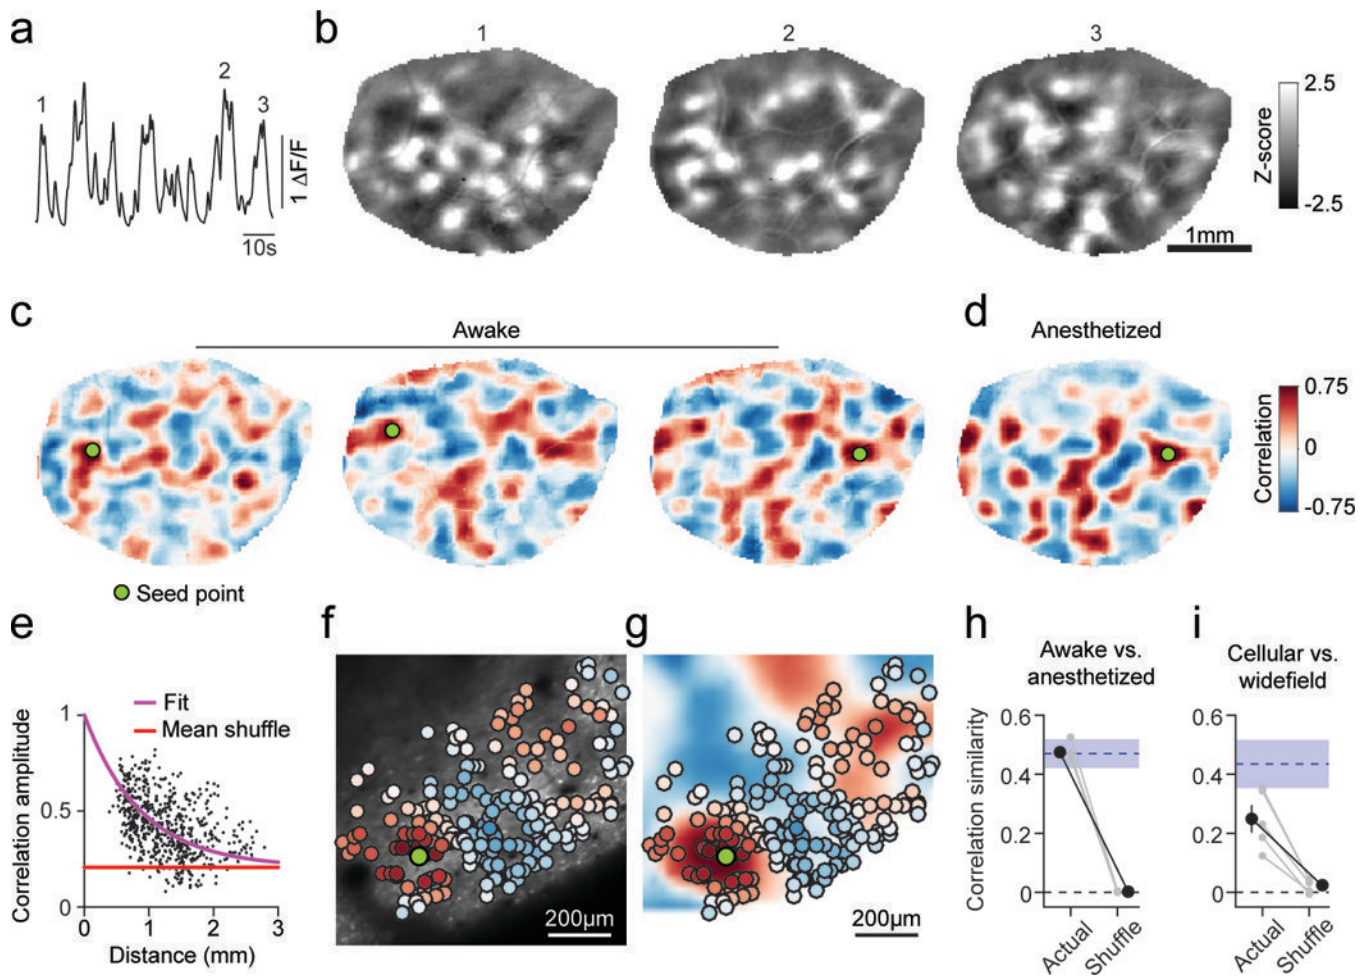 a
b
1
2
3
1
2
3
1 ΔF/F
10s
2.5
Z-score
-2.5
1mm
c
Awake
d
Anesthetized
0.75
Correlation
0
-0.75
Seed point
e
f
g
h
i
Awake vs.
anesthetized
Cellular vs.
widefield
1
Fit
Mean shuffle
Correlation amplitude
0.5
0
0
1
2
3
Distance (mm)
200μm
200μm
0.6
0.4
Correlation similarity
0.2
0
Actual
Shuffle
0.6
0.4
0.2
0
Actual
Shuffle